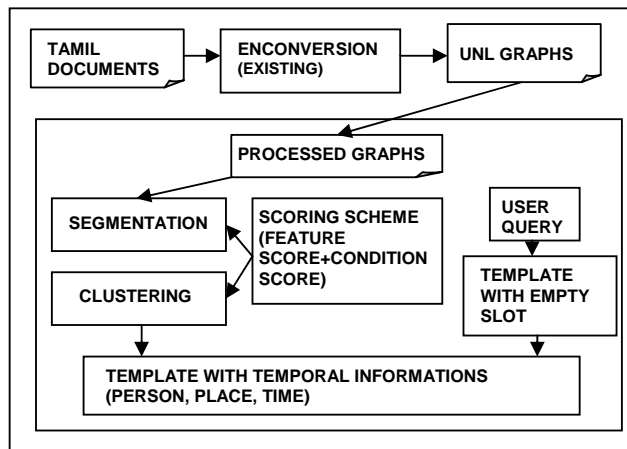 TAMIL
DOCUMENTS
ENCONVERSION
(EXISTING)
UNL GRAPHS
PROCESSED GRAPHS
SEGMENTATION
SCORING SCHEME
(FEATURE
SCORE+CONDITION
SCORE)
USER
QUERY
CLUSTERING
TEMPLATE
WITH EMPTY
SLOT
TEMPLATE WITH TEMPORAL INFORMATIONS
(PERSON, PLACE, TIME)